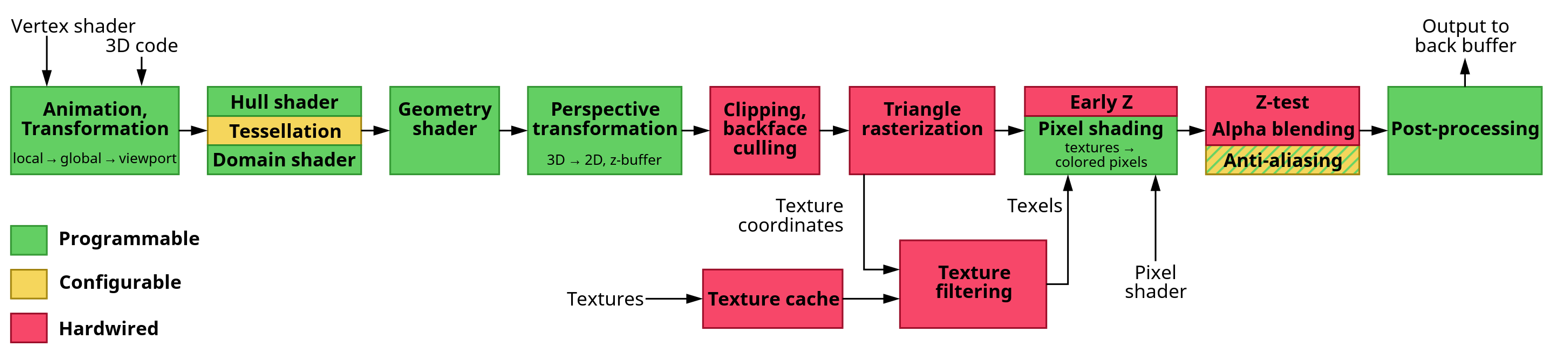 Vertex shader
3D code
Output to
back buffer
Animation,
Transformation
local → global → viewport
Hull shader
Tessellation
Domain shader
Geometry
shader
Perspective
transformation
3D → 2D, z-buffer
Clipping,
backface
culling
Triangle
rasterization
Early Z
Pixel shading
textures →
colored pixels
Z-test
Alpha blending
Anti-aliasing
Post-processing
Texture
coordinates
Texels
Programmable
Configurable
Hardwired
Textures
Texture cache
Texture
filtering
Pixel
shader